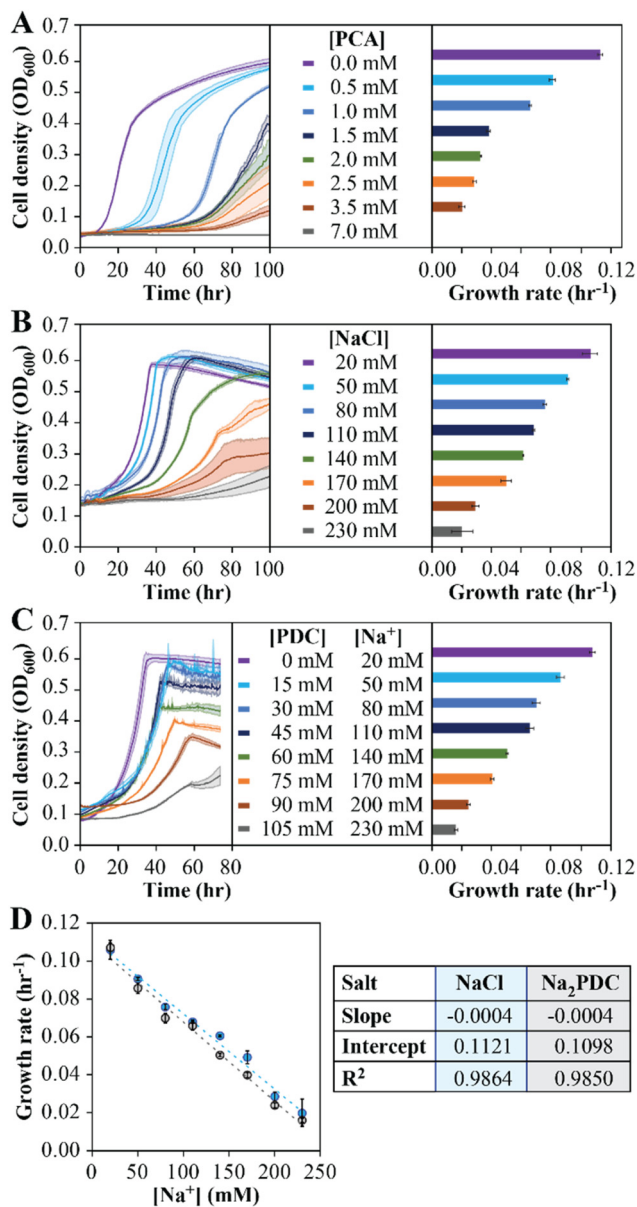 A
Cell density (OD600)
0.7
0.6
0.5
0.4
0.3
0.2
0.1
0.0
0 20 40 60 80 100
Time (hr)
[PCA]
0.0 mM
0.5 mM
1.0 mM
1.5 mM
2.0 mM
2.5 mM
3.5 mM
7.0 mM
0.00 0.04 0.08 0.12
Growth rate (hr-1)
B
Cell density (OD600)
0.7
0.6
0.5
0.4
0.3
0.2
0.1
0.0
0 20 40 60 80 100
Time (hr)
[NaCl]
20 mM
50 mM
80 mM
110 mM
140 mM
170 mM
200 mM
230 mM
0.00 0.04 0.08 0.12
Growth rate (hr-1)
C
Cell density (OD600)
0.7
0.6
0.5
0.4
0.3
0.2
0.1
0.0
0 20 40 60 80
Time (hr)
[PDC] [Na+]
0 mM 20 mM
15 mM 50 mM
30 mM 80 mM
45 mM 110 mM
60 mM 140 mM
75 mM 170 mM
90 mM 200 mM
105 mM 230 mM
0.00 0.04 0.08 0.12
Growth rate (hr-1)
D
Growth rate (hr-1)
0.12
0.10
0.08
0.06
0.04
0.02
0.00
0 50 100 150 200 250
[Na+] (mM)
Salt NaCl Na2PDC
Slope -0.0004 -0.0004
Intercept 0.1121 0.1098
R2 0.9864 0.9850